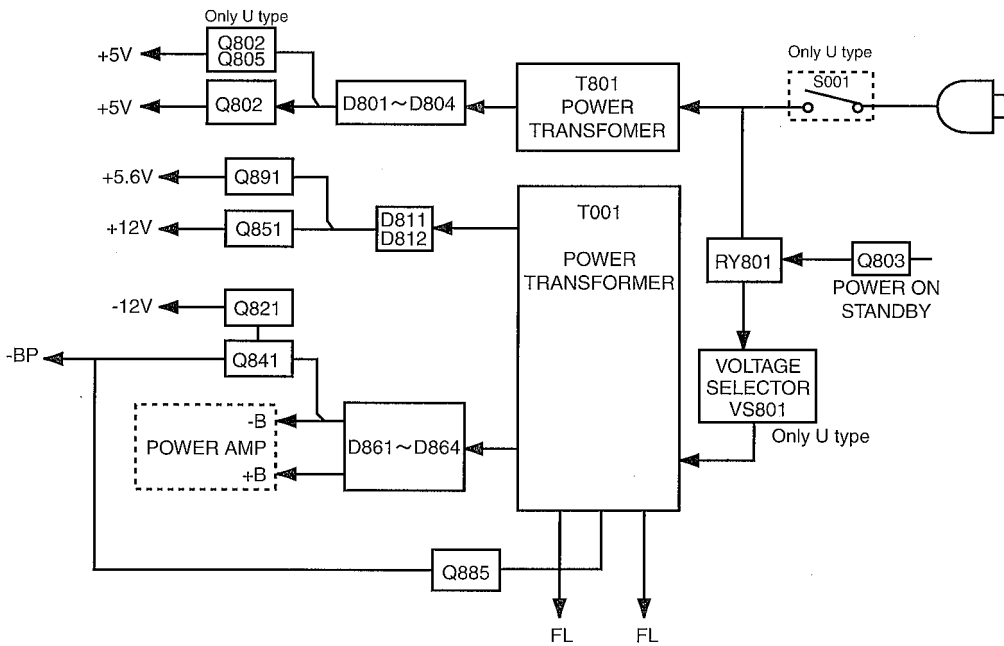 Only U type
Q802
Q805
+5V
+5V
Q802
D801～D804
T801
POWER
TRANSFOMER
Only U type
S001
+5.6V
Q891
+12V
Q851
D811
D812
T001
POWER
TRANSFORMER
RY801
Q803
POWER ON
STANDBY
-12V
Q821
-BP
Q841
VOLTAGE
SELECTOR
VS801
Only U type
POWER AMP
-B
+B
D861～D864
Q885
FL
FL